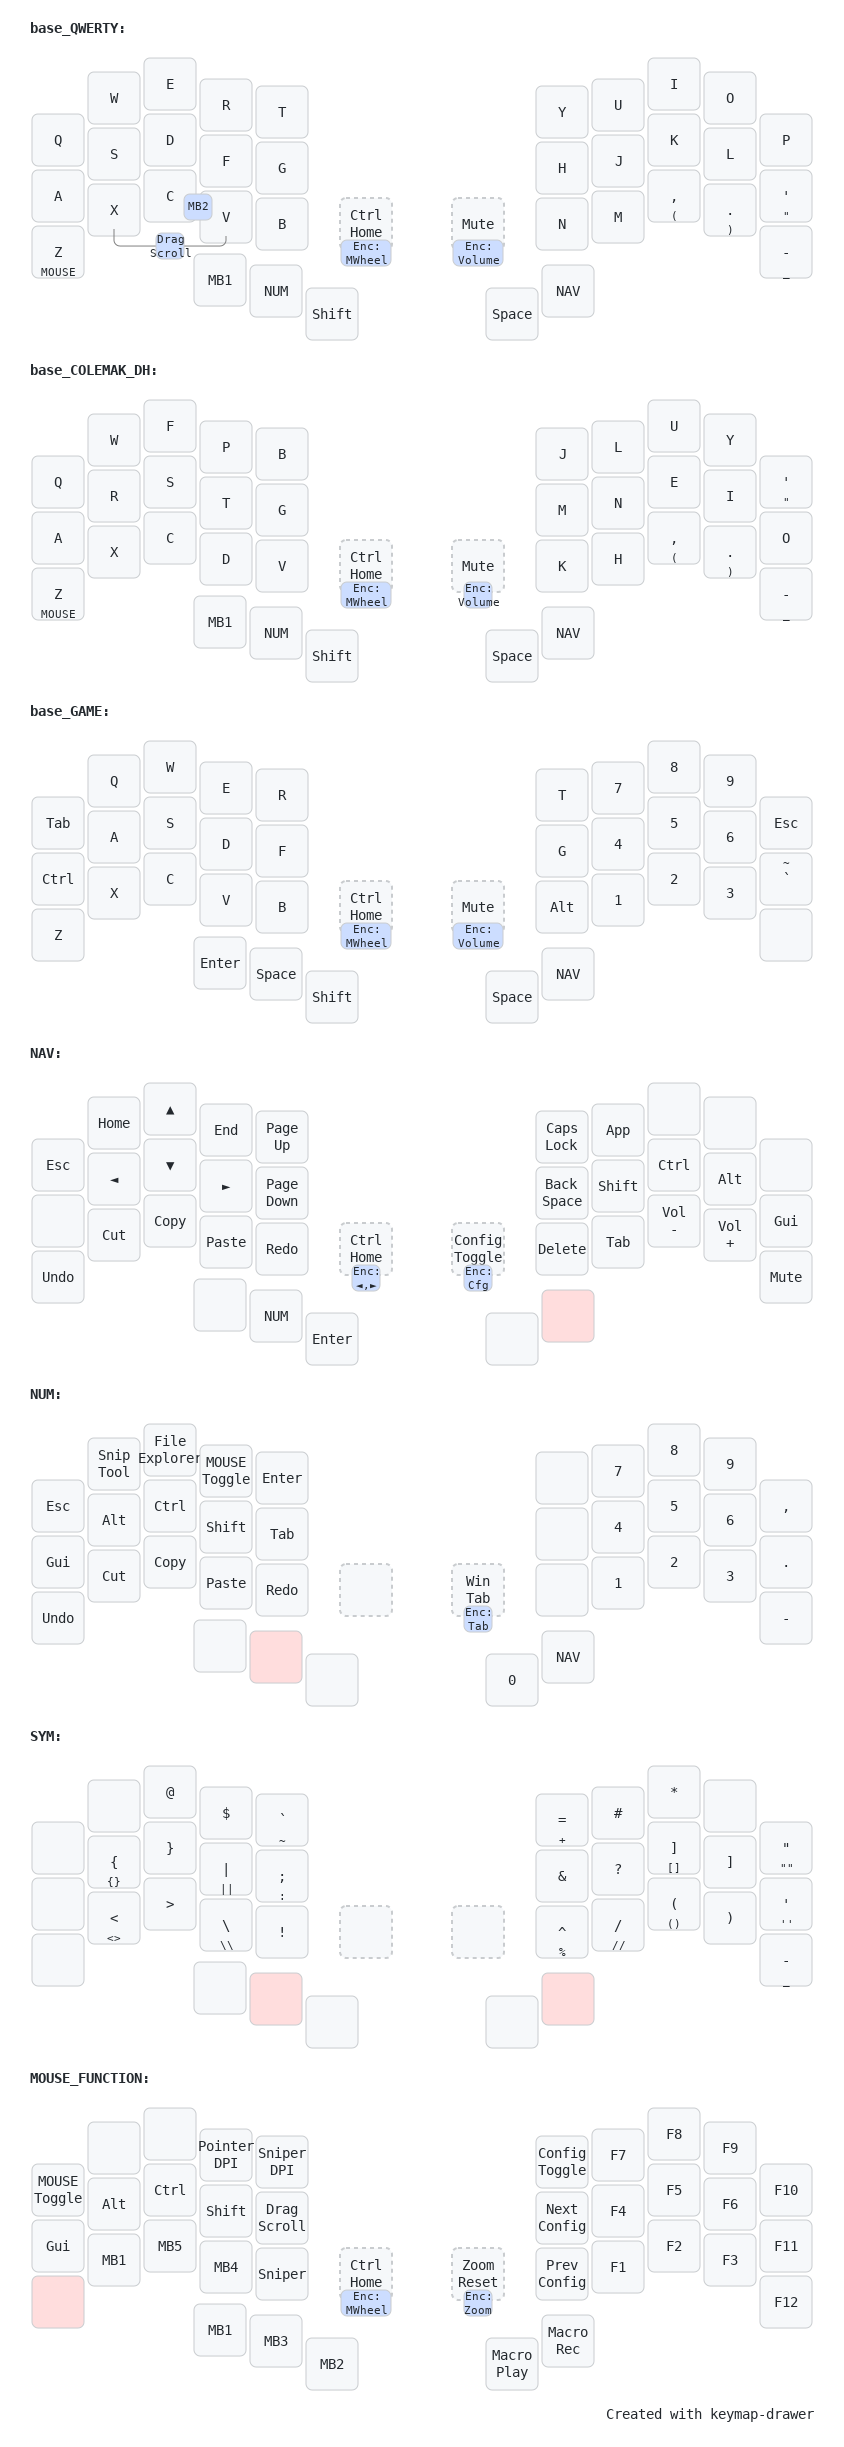 base_QWERTY:
Q W E R T Y U I O P
A S D F G H J K L ' "
Z MOUSE X C V B N M , ( . ) - _
MB2
Drag Scroll
Ctrl Home
Enc: MWheel
Mute
Enc: Volume
MB1 NUM Shift Space NAV
base_COLEMAK_DH:
Q W F P B J L U Y ' "
A R S T G M N E I O
Z MOUSE X C D V K H , ( . ) - _
Ctrl Home
Enc: MWheel
Mute
Enc: Volume
MB1 NUM Shift Space NAV
base_GAME:
Tab Q W E R T 7 8 9 Esc
Ctrl A S D F G 4 5 6 ~ `
Z X C V B Alt 1 2 3
Ctrl Home
Enc: MWheel
Mute
Enc: Volume
Enter Space Shift Space NAV
NAV:
Esc Home ▲ End Page Up Caps Lock App
◄ ▼ ► Page Down Back Space Shift Ctrl Alt Gui
Undo Cut Copy Paste Redo Delete Tab Vol - Vol + Mute
Ctrl Home
Enc: ◄,►
Config Toggle
Enc: Cfg
NUM Enter
NUM:
Esc Snip Tool File Explorer MOUSE Toggle Enter 7 8 9 ,
Gui Alt Ctrl Shift Tab 4 5 6 .
Undo Cut Copy Paste Redo 1 2 3 -
Win Tab
Enc: Tab
0 NAV
SYM:
@ $ ` ~ = + # * " ""
{ {} } | || ; : & ? ] [] ] ' ''
< <> > \ \\ ! ^ % / // ( () ) - _
MOUSE_FUNCTION:
MOUSE Toggle Pointer DPI Sniper DPI Config Toggle F7 F8 F9 F10
Gui Alt Ctrl Shift Drag Scroll Next Config F4 F5 F6 F11
MB1 MB5 MB4 Sniper Prev Config F1 F2 F3 F12
Ctrl Home
Enc: MWheel
Zoom Reset
Enc: Zoom
MB1 MB3 MB2 Macro Play Macro Rec
Created with keymap-drawer